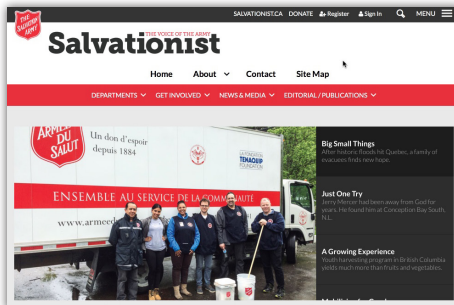 THE SALVATION ARMY
SALVATIONIST.CA DONATE Register Sign In MENU
THE VOICE OF THE ARMY
Salvationist
Home About Contact Site Map
DEPARTMENTS GET INVOLVED NEWS & MEDIA EDITORIAL / PUBLICATIONS
ARMÉE
DU
SALUT
Un don d'espoir
depuis 1884
LA FONDATION
TENAQUIP
FOUNDATION
ENSEMBLE AU SERVICE DE LA COMMUNAUTÉ
Big Small Things
After historic floods hit Quebec, a family of
evacuees finds new hope.
Just One Try
Jerry Mercer had been away from God for
years. He found him at Conception Bay South,
N.L.
A Growing Experience
Youth harvesting program in British Columbia
yields much more than fruits and vegetables.